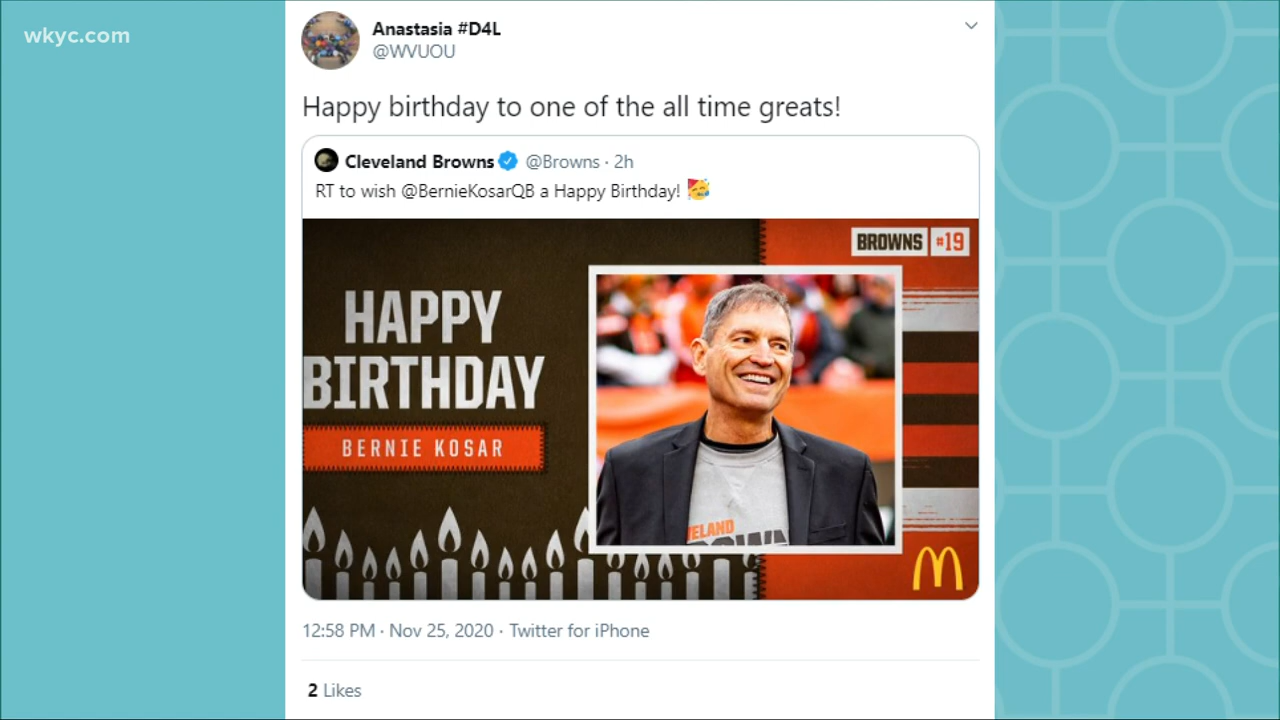 wkyc.com
Anastasia #D4L
@WVUOU
Happy birthday to one of the all time greats!
Cleveland Browns @Browns · 2h
RT to wish @BernieKosarQB a Happy Birthday! 🥳
BROWNS #19
HAPPY
BIRTHDAY
BERNIE KOSAR
12:58 PM · Nov 25, 2020 · Twitter for iPhone
2 Likes